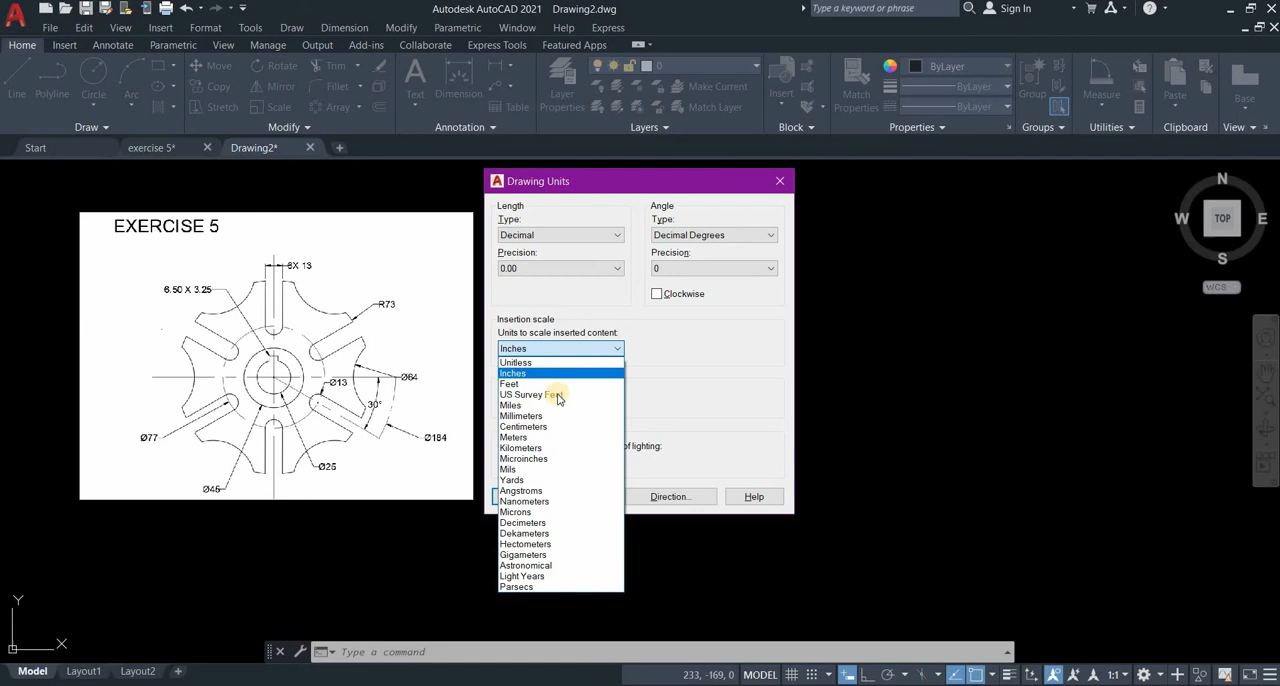 Autodesk AutoCAD 2021 Drawing2.dwg
Type a keyword or phrase
Sign In
File Edit View Insert Format Tools Draw Dimension Modify Parametric Window Help Express
Home Insert Annotate Parametric View Manage Output Add-ins Collaborate Express Tools Featured Apps
Line Polyline Circle Arc
Move Rotate Trim
Copy Mirror Fillet
Stretch Scale Array
Text Dimension
Table
Layer
Properties
0
Make Current
Match Layer
Insert
Match
Properties
ByLayer
ByLayer
ByLayer
Group
Measure
Paste
Base
Draw Modify Annotation Layers Block Properties Groups Utilities Clipboard View
Start exercise 5* Drawing2*
EXERCISE 5
6X 13
6.50 X 3.25
R73
Ø64
Ø13
30°
Ø77
Ø184
Ø25
Ø45
Drawing Units
Length
Type:
Decimal
Precision:
0.00
Angle
Type:
Decimal Degrees
Precision:
0
Clockwise
Insertion scale
Units to scale inserted content:
Inches
Unitless
Inches
Feet
US Survey Feet
Miles
Millimeters
Centimeters
Meters
Kilometers
Microinches
Mils
Yards
Angstroms
Nanometers
Microns
Decimeters
Dekameters
Hectometers
Gigameters
Astronomical
Light Years
Parsecs
of lighting:
Direction...
Help
N
W TOP E
S
WCS
Y
X
Type a command
Model Layout1 Layout2
233, -169, 0 MODEL
1:1